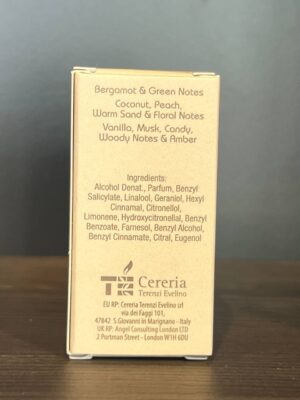 Bergamot & Green Notes
Coconut, Peach,
Warm Sand & Floral Notes
Vanilla, Musk, Candy,
Woody Notes & Amber
Ingredients:
Alcohol Denat., Parfum, Benzyl
Salicylate, Linalool, Geraniol, Hexyl
Cinnamal, Citronellol,
Limonene, Hydroxycitronellal, Benzyl
Benzoate, Farnesol, Benzyl Alcohol,
Benzyl Cinnamate, Citral, Eugenol
Cereria
Terenzi Evelino
EU RP: Cereria Terenzi Evelino srl
via dei Faggi 101,
47842 S.Giovanni in Marignano - Italy
UK RP: Angel Consulting London LTD
2 Portman Street - London W1H 6DU